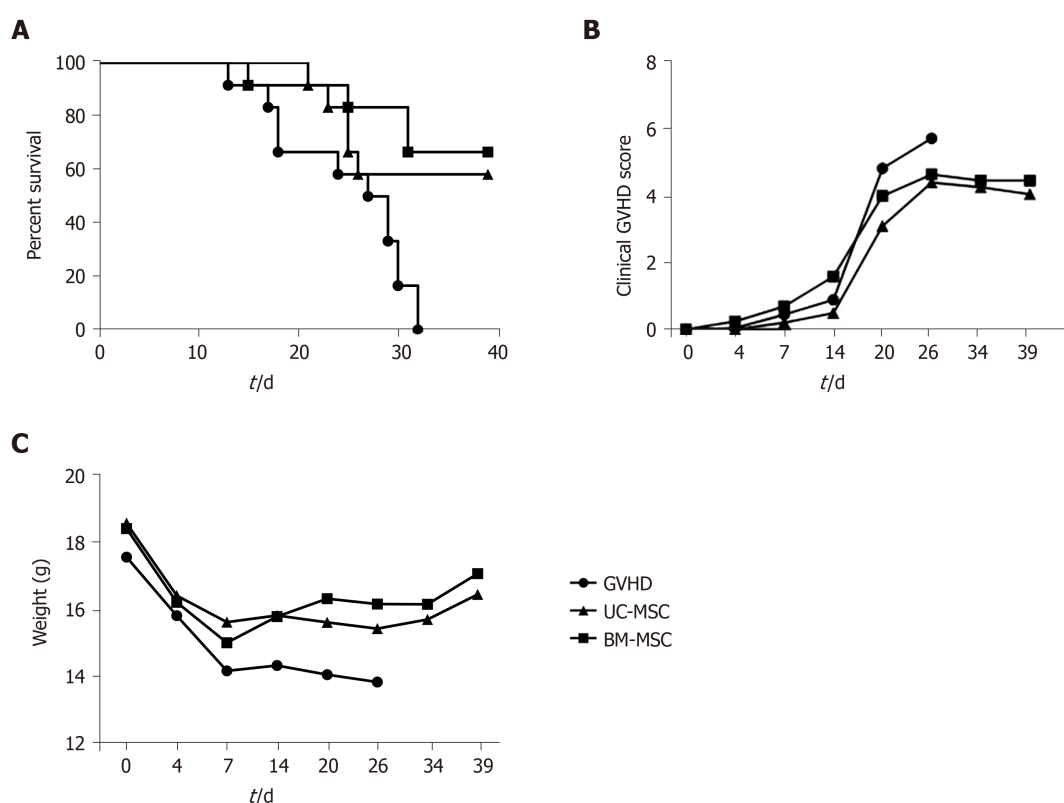 A
100
80
60
40
20
0
Percent survival
0 10 20 30 40
t/d
B
8
6
4
2
0
Clinical GVHD score
0 4 7 14 20 26 34 39
t/d
C
20
18
16
14
12
Weight (g)
0 4 7 14 20 26 34 39
t/d
GVHD
UC-MSC
BM-MSC